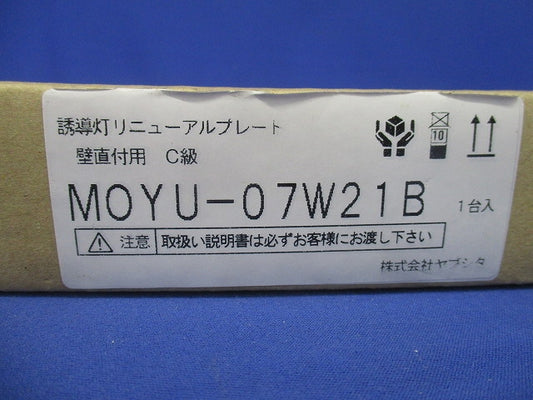 誘導灯リニューアルプレート
壁直付用 C級
10
MOYU-07W21B 1台入
注意 取扱い説明書は必ずお客様にお渡し下さい
株式会社ヤブシタ